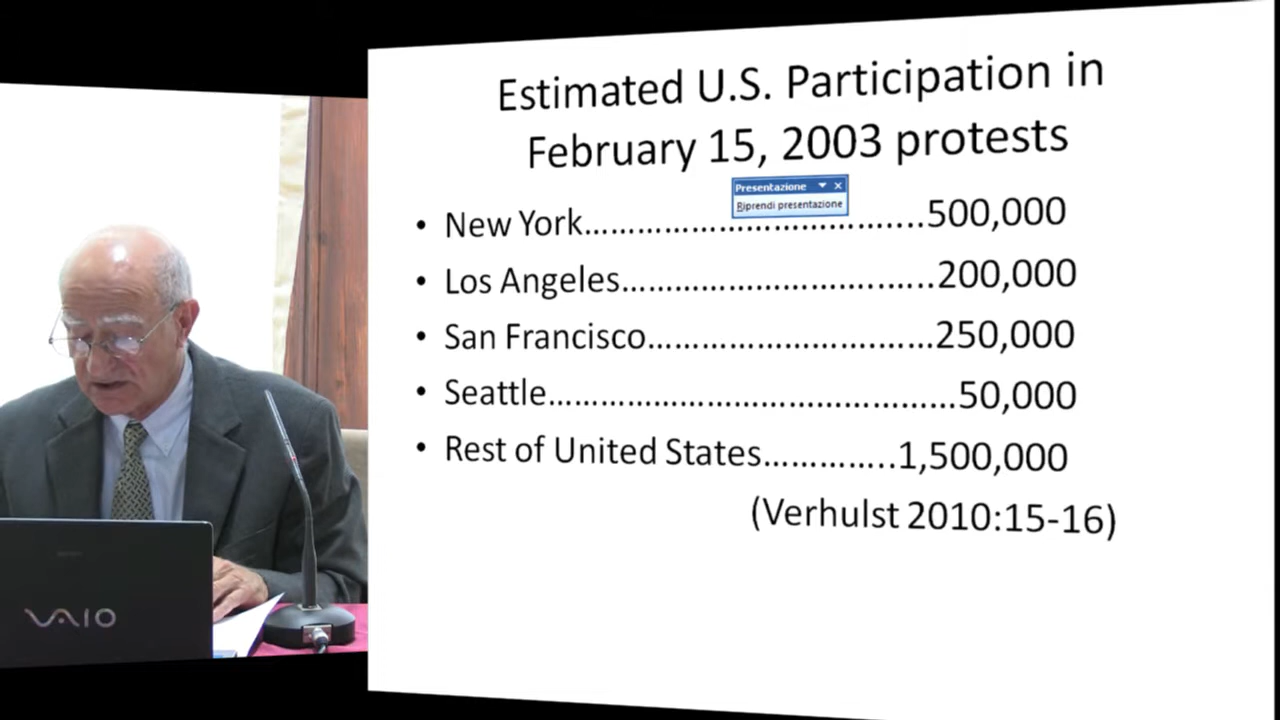 Estimated U.S. Participation in
February 15, 2003 protests
Presentazione
Riprendi presentazione
• New York……………………………….…..500,000
• Los Angeles……………………….…..…..200,000
• San Francisco……………………………250,000
• Seattle……………………………………….…50,000
• Rest of United States…………..1,500,000
(Verhulst 2010:15-16)
VAIO